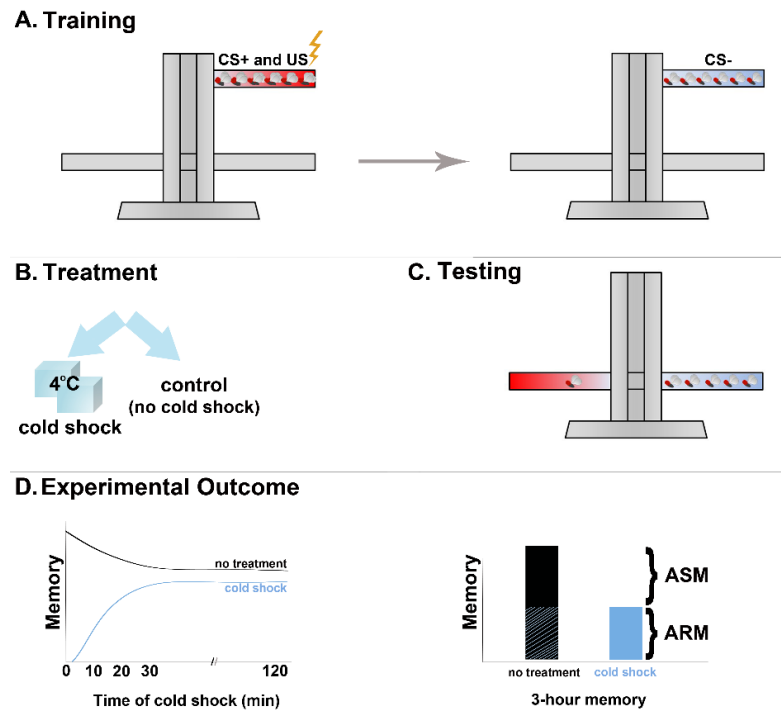 A. Training
CS+ and US
CS-
B. Treatment
4°C
cold shock
control
(no cold shock)
C. Testing
D. Experimental Outcome
Memory
no treatment
cold shock
0 10 20 30 120
Time of cold shock (min)
Memory
ASM
ARM
no treatment cold shock
3-hour memory